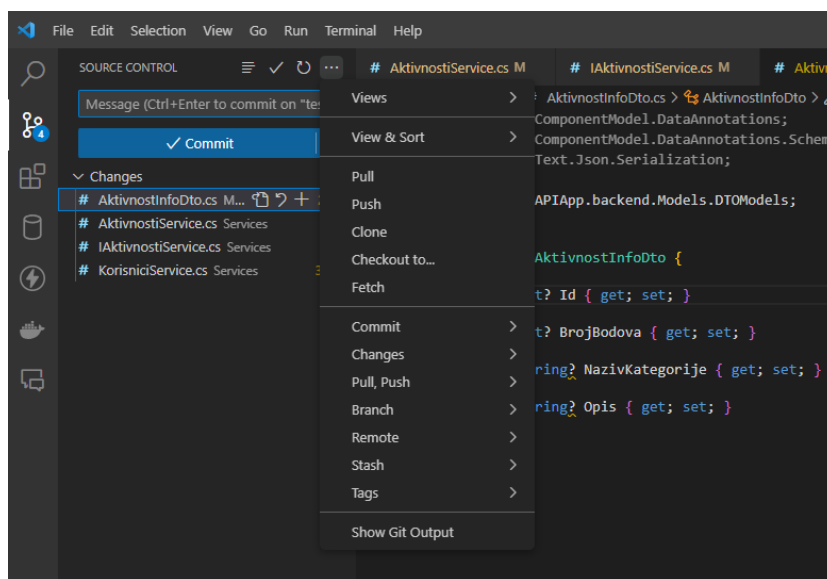 File Edit Selection View Go Run Terminal Help
SOURCE CONTROL
# AktivnostiService.cs M # IAktivnostiService.cs M #
Message (Ctrl+Enter to commit on
Commit
4
Changes
# AktivnostInfoDto.cs M...
# AktivnostiService.cs Services
# IAktivnostiService.cs Services
# KorisniciService.cs Services
Views
View & Sort
Pull
Push
Clone
Checkout to...
Fetch
Commit
Changes
Pull, Push
Branch
Remote
Stash
Tags
Show Git Output
AktivnostInfoDto.cs > AktivnostInfoDto >
ComponentModel.DataAnnotations;
ComponentModel.DataAnnotations.Schem
Text.Json.Serialization;
APIApp.backend.Models.DTOModels;
AktivnostInfoDto {
t? Id { get; set; }
t? BrojBodova { get; set; }
ring? NazivKategorije { get; set; }
ring? Opis { get; set; }